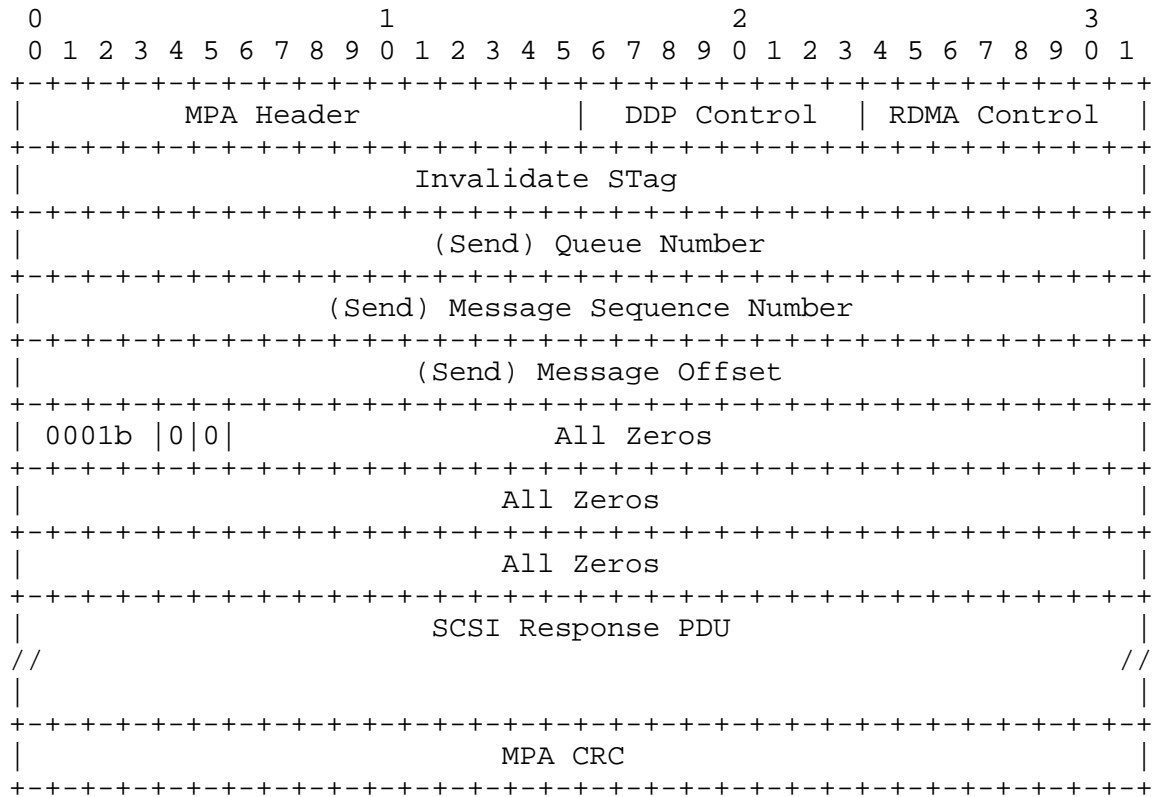 0                   1                   2                   3
 0 1 2 3 4 5 6 7 8 9 0 1 2 3 4 5 6 7 8 9 0 1 2 3 4 5 6 7 8 9 0 1
+-+-+-+-+-+-+-+-+-+-+-+-+-+-+-+-+-+-+-+-+-+-+-+-+-+-+-+-+-+-+-+-+
|         MPA Header            |  DDP Control  | RDMA Control  |
+-+-+-+-+-+-+-+-+-+-+-+-+-+-+-+-+-+-+-+-+-+-+-+-+-+-+-+-+-+-+-+-+
|                      Invalidate STag                          |
+-+-+-+-+-+-+-+-+-+-+-+-+-+-+-+-+-+-+-+-+-+-+-+-+-+-+-+-+-+-+-+-+
|                       (Send) Queue Number                     |
+-+-+-+-+-+-+-+-+-+-+-+-+-+-+-+-+-+-+-+-+-+-+-+-+-+-+-+-+-+-+-+-+
|                 (Send) Message Sequence Number                |
+-+-+-+-+-+-+-+-+-+-+-+-+-+-+-+-+-+-+-+-+-+-+-+-+-+-+-+-+-+-+-+-+
|                      (Send) Message Offset                    |
+-+-+-+-+-+-+-+-+-+-+-+-+-+-+-+-+-+-+-+-+-+-+-+-+-+-+-+-+-+-+-+-+
| 0001b |0|0|                  All Zeros                        |
+-+-+-+-+-+-+-+-+-+-+-+-+-+-+-+-+-+-+-+-+-+-+-+-+-+-+-+-+-+-+-+-+
|                           All Zeros                           |
+-+-+-+-+-+-+-+-+-+-+-+-+-+-+-+-+-+-+-+-+-+-+-+-+-+-+-+-+-+-+-+-+
|                           All Zeros                           |
+-+-+-+-+-+-+-+-+-+-+-+-+-+-+-+-+-+-+-+-+-+-+-+-+-+-+-+-+-+-+-+-+
|                       SCSI Response PDU                       |
//                                                             //
|                                                               |
+-+-+-+-+-+-+-+-+-+-+-+-+-+-+-+-+-+-+-+-+-+-+-+-+-+-+-+-+-+-+-+-+
|                           MPA CRC                             |
+-+-+-+-+-+-+-+-+-+-+-+-+-+-+-+-+-+-+-+-+-+-+-+-+-+-+-+-+-+-+-+-+